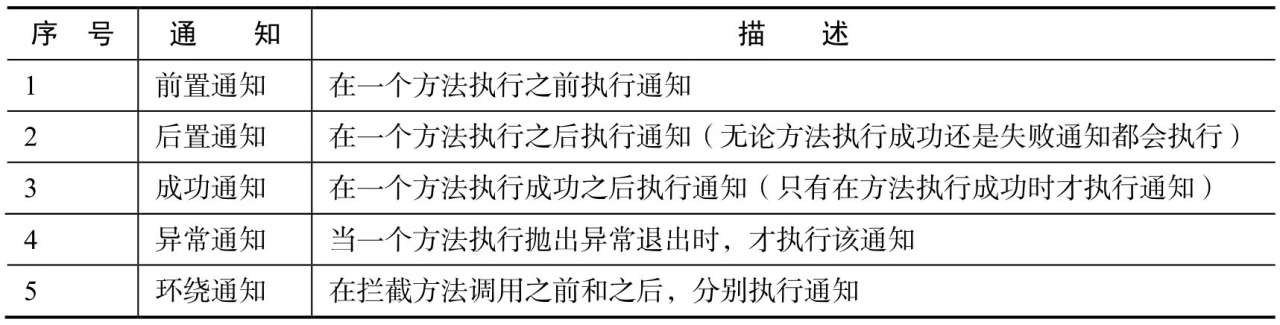 序 号 通 知 描 述
1 前置通知 在一个方法执行之前执行通知
2 后置通知 在一个方法执行之后执行通知（无论方法执行成功还是失败通知都会执行）
3 成功通知 在一个方法执行成功之后执行通知（只有在方法执行成功时才执行通知）
4 异常通知 当一个方法执行抛出异常退出时，才执行该通知
5 环绕通知 在拦截方法调用之前和之后，分别执行通知